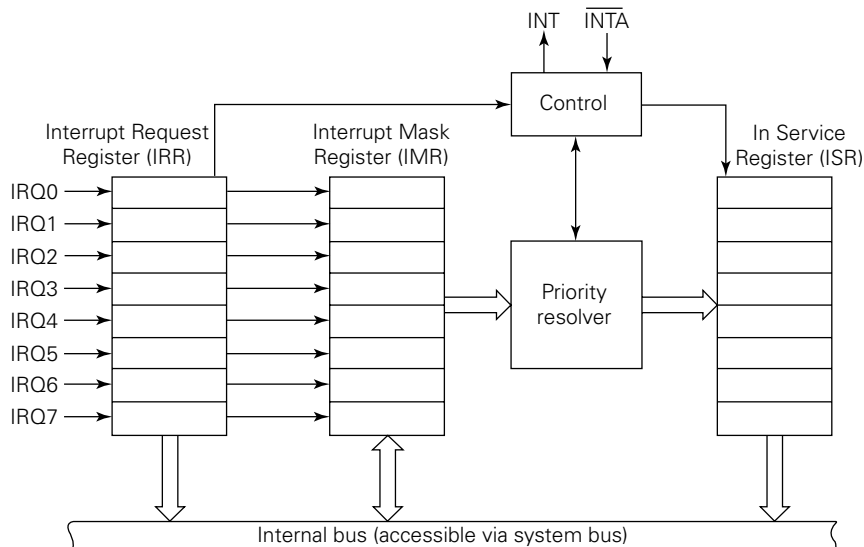 INT
INTA
Control
Interrupt Request
Register (IRR)
Interrupt Mask
Register (IMR)
In Service
Register (ISR)
IRQ0
IRQ1
IRQ2
IRQ3
IRQ4
IRQ5
IRQ6
IRQ7
Priority
resolver
Internal bus (accessible via system bus)